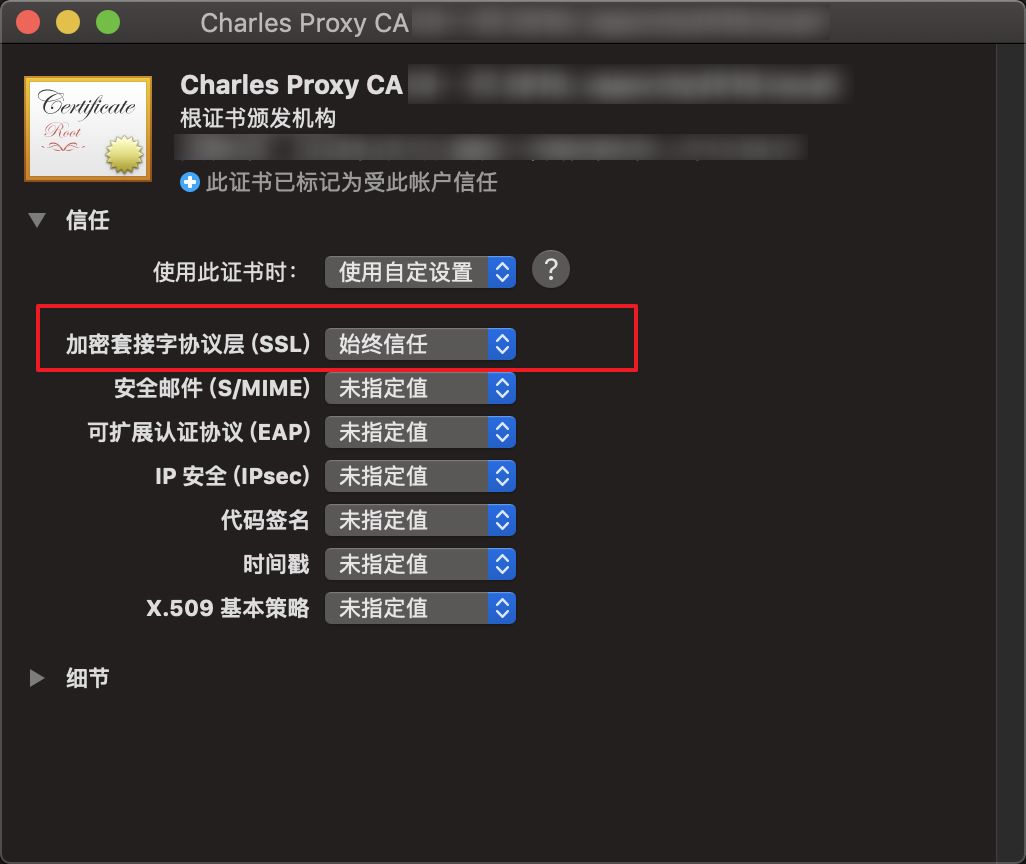 Charles Proxy CA
Certificate
Root
Charles Proxy CA
根证书颁发机构
此证书已标记为受此帐户信任
信任
使用此证书时： 使用自定设置 ?
加密套接字协议层 (SSL) 始终信任
安全邮件 (S/MIME) 未指定值
可扩展认证协议 (EAP) 未指定值
IP 安全 (IPsec) 未指定值
代码签名 未指定值
时间戳 未指定值
X.509 基本策略 未指定值
细节